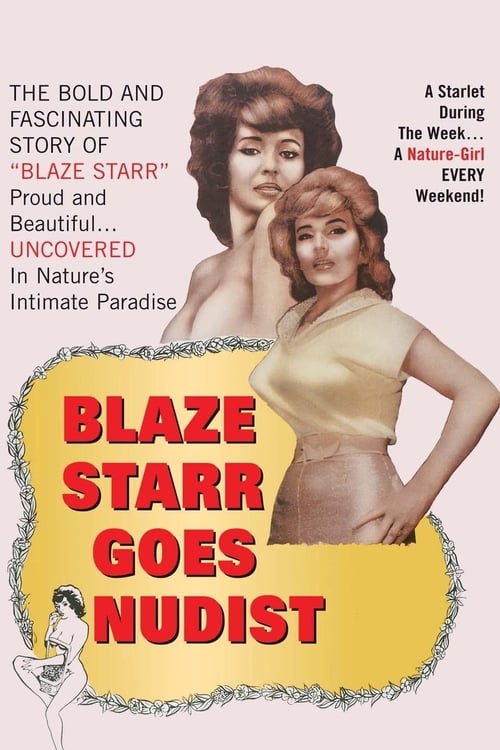 THE BOLD AND
FASCINATING
STORY OF
“BLAZE STARR”
Proud and
Beautiful…
UNCOVERED
In Nature’s
Intimate Paradise
A Starlet
During
The Week…
A Nature-Girl
EVERY
Weekend!
BLAZE
STARR
GOES
NUDIST